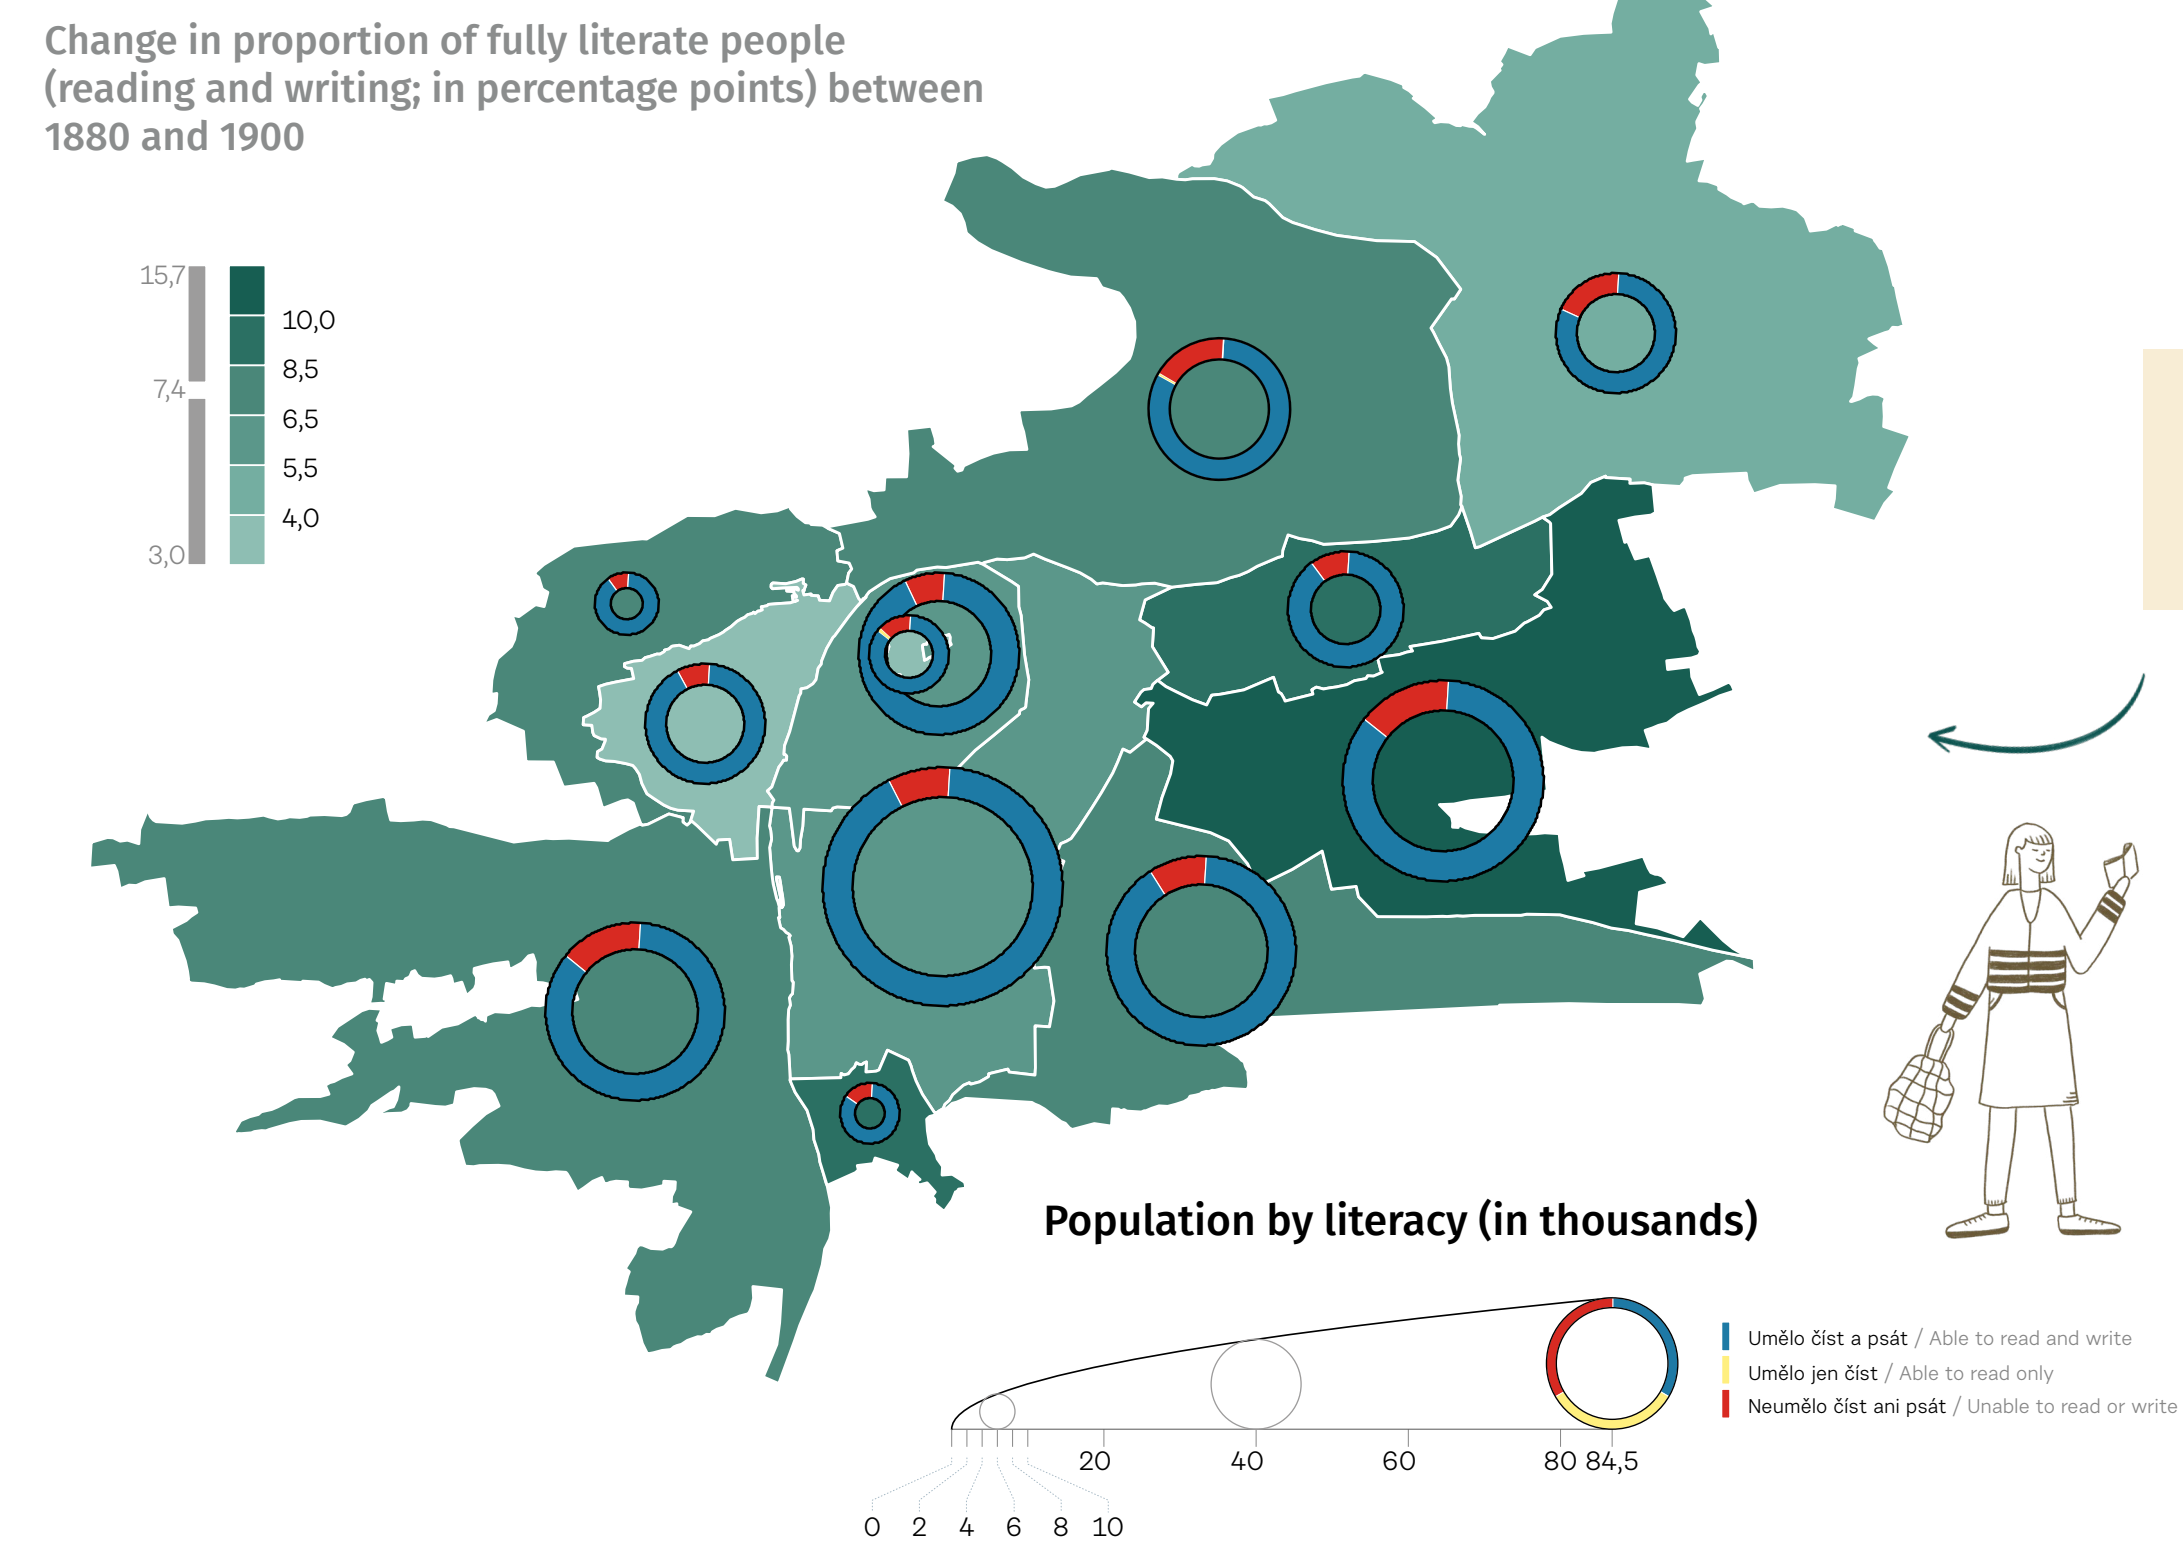 Change in proportion of fully literate people
(reading and writing; in percentage points) between
1880 and 1900
15,7
7,4
3,0
10,0
8,5
6,5
5,5
4,0
Population by literacy (in thousands)
Umělo číst a psát / Able to read and write
Umělo jen číst / Able to read only
Neumělo číst ani psát / Unable to read or write
20 40 60 80 84,5
0 2 4 6 8 10